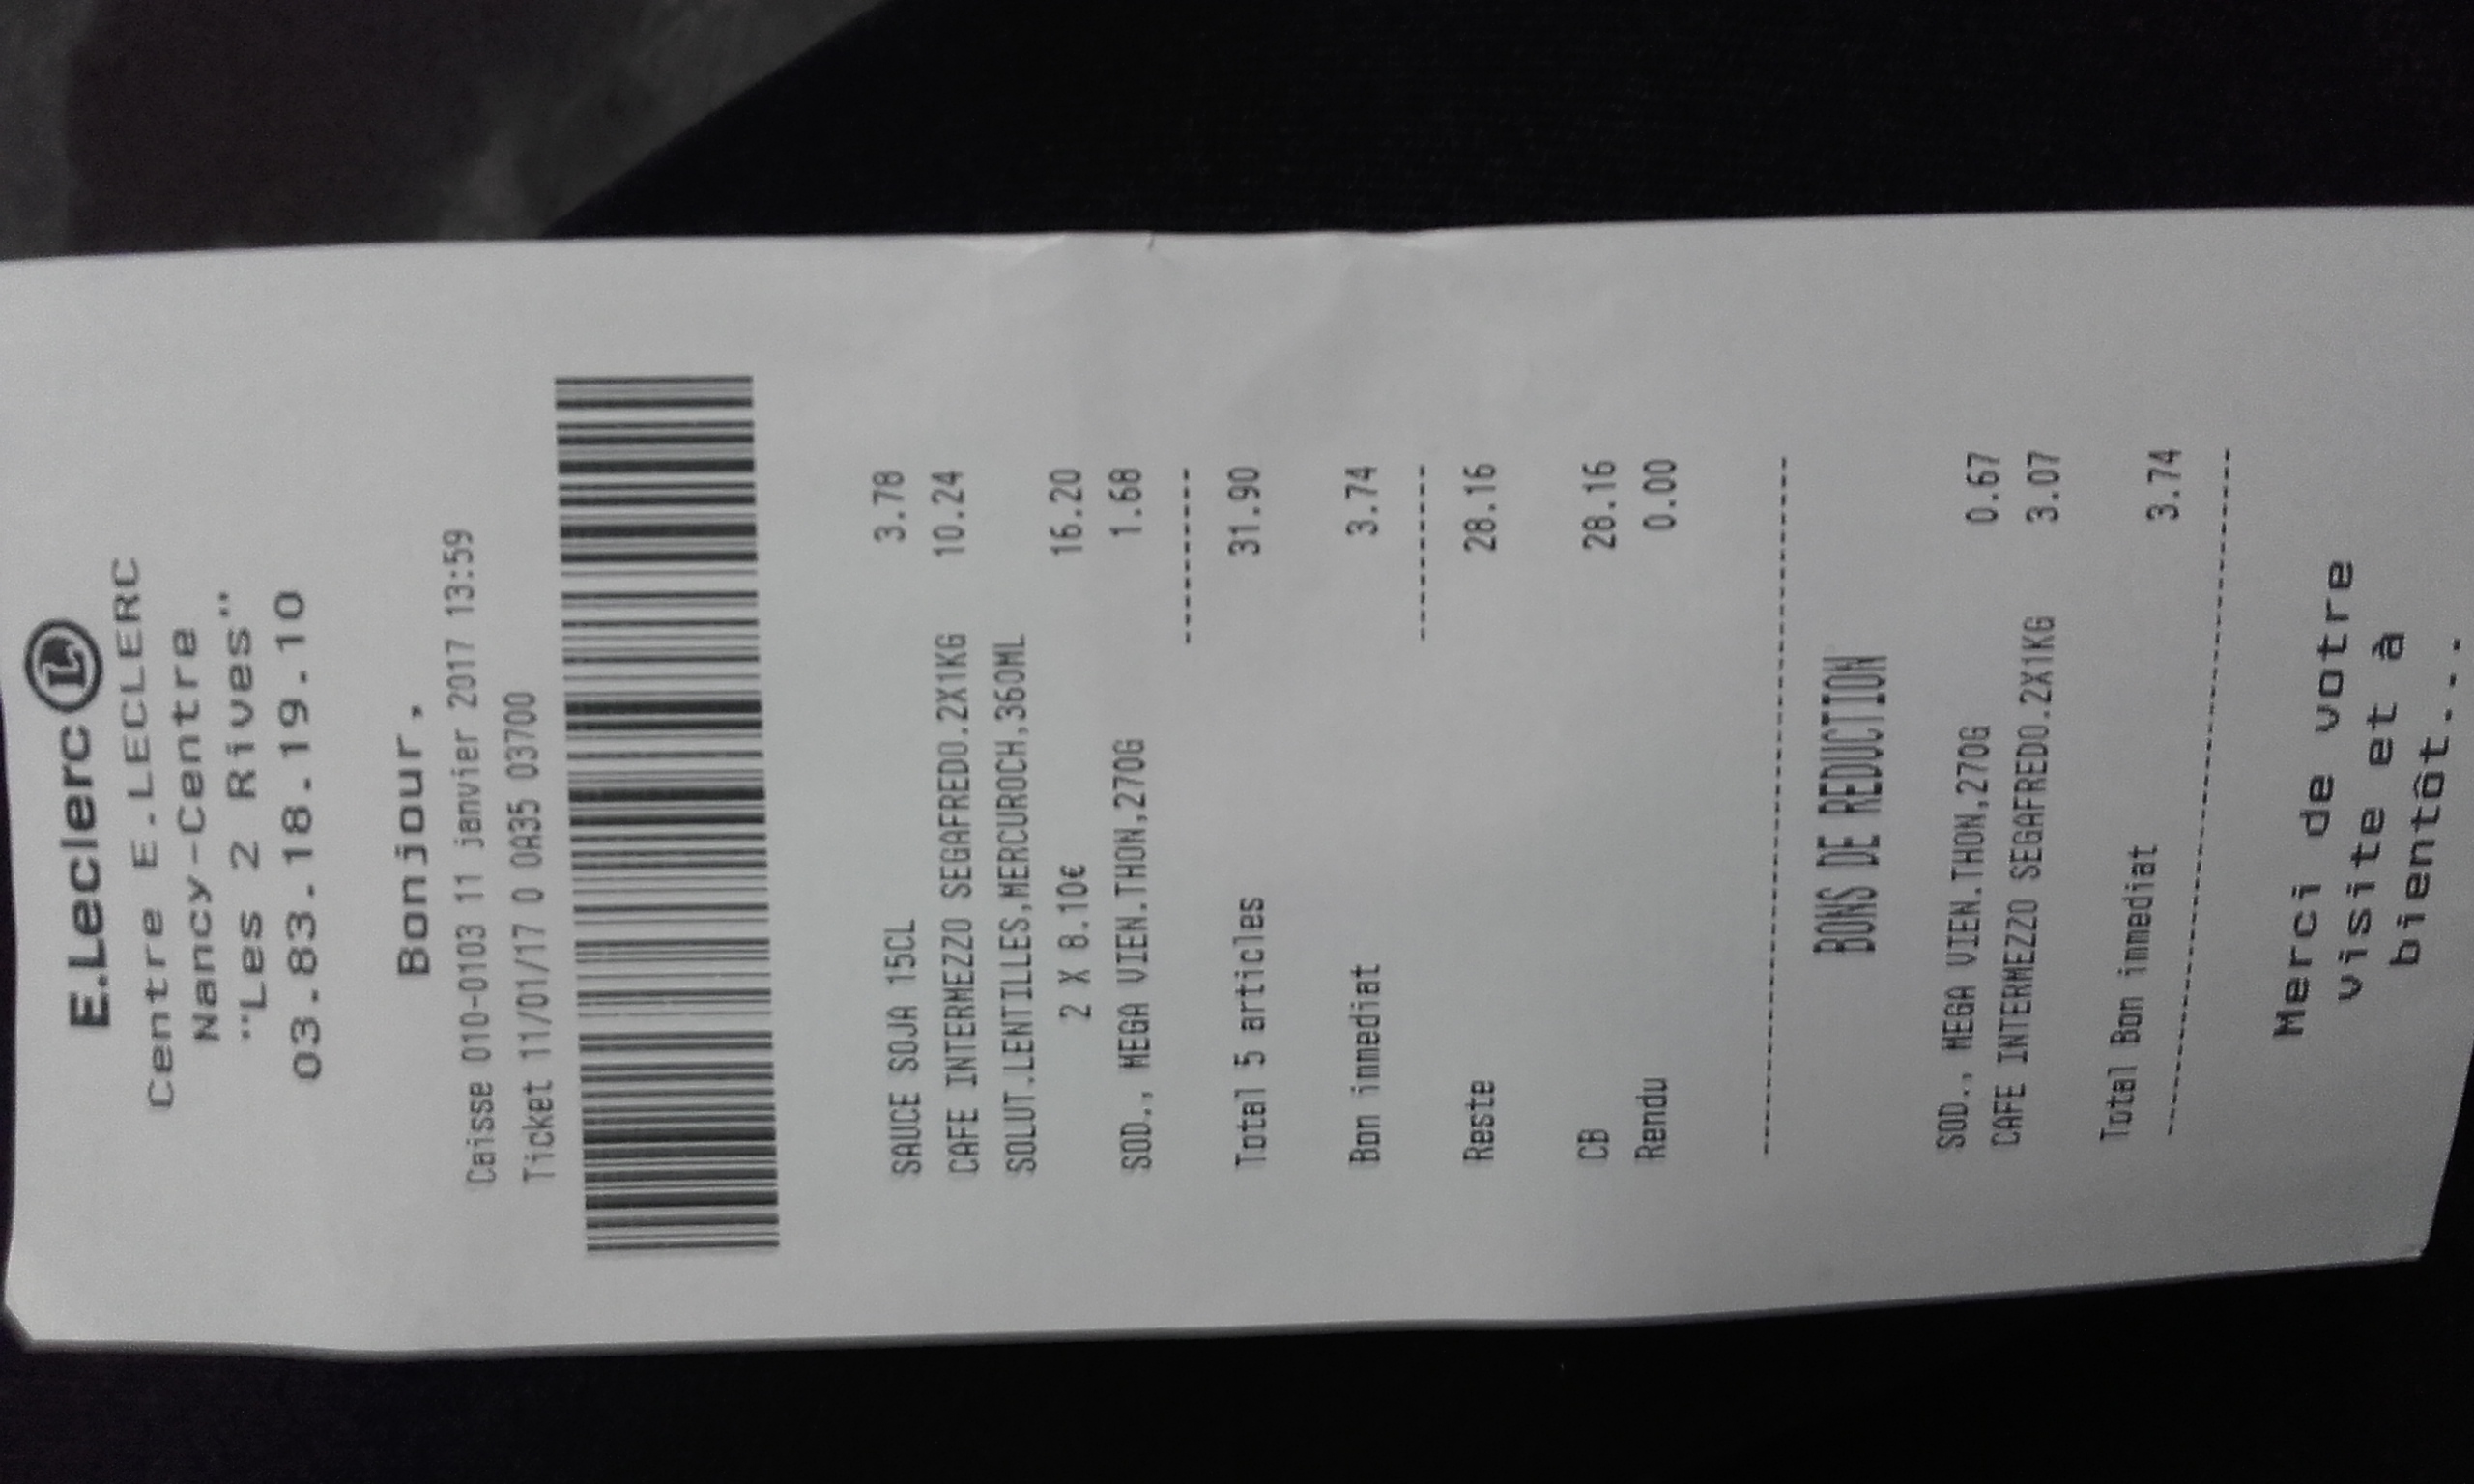 E.Leclerc L
Centre E.LECLERC
Nancy-Centre
"Les 2 Rives"
03.83.18.19.10
Bonjour,
Caisse 010-0103 11 janvier 2017 13:59
Ticket 11/01/17 0 0A35 03700
SAUCE SOJA 15CL 3.78
CAFE INTERMEZZO SEGAFREDO.2X1KG 10.24
SOLUT.LENTILLES,MERCUROCH,360ML
2 X 8.10€ 16.20
SOD., MEGA VIEN.THON,270G 1.68
----------
Total 5 articles 31.90
Bon immediat 3.74
----------
Reste 28.16
CB 28.16
Rendu 0.00
----------------------------------------
BONS DE REDUCTION
SOD., MEGA VIEN.THON,270G 0.67
CAFE INTERMEZZO SEGAFREDO.2X1KG 3.07
Total Bon immediat 3.74
----------------------------------------
Merci de votre
visite et à
bientôt...